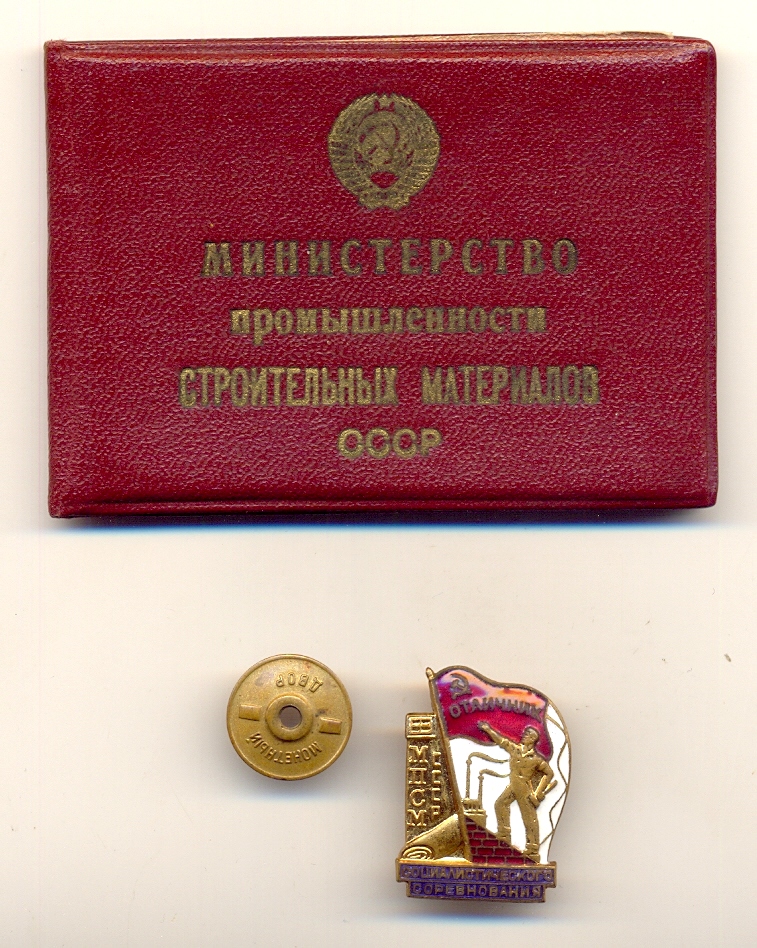 МИНИСТЕРСТВО
промышленности
СТРОИТЕЛЬНЫХ МАТЕРИАЛОВ
СССР
МОНЕТНЫЙ
ДВОР
ОТЛИЧНИК
МПСМ
СССР
СОЦИАЛИСТИЧЕСКОГО
СОРЕВНОВАНИЯ